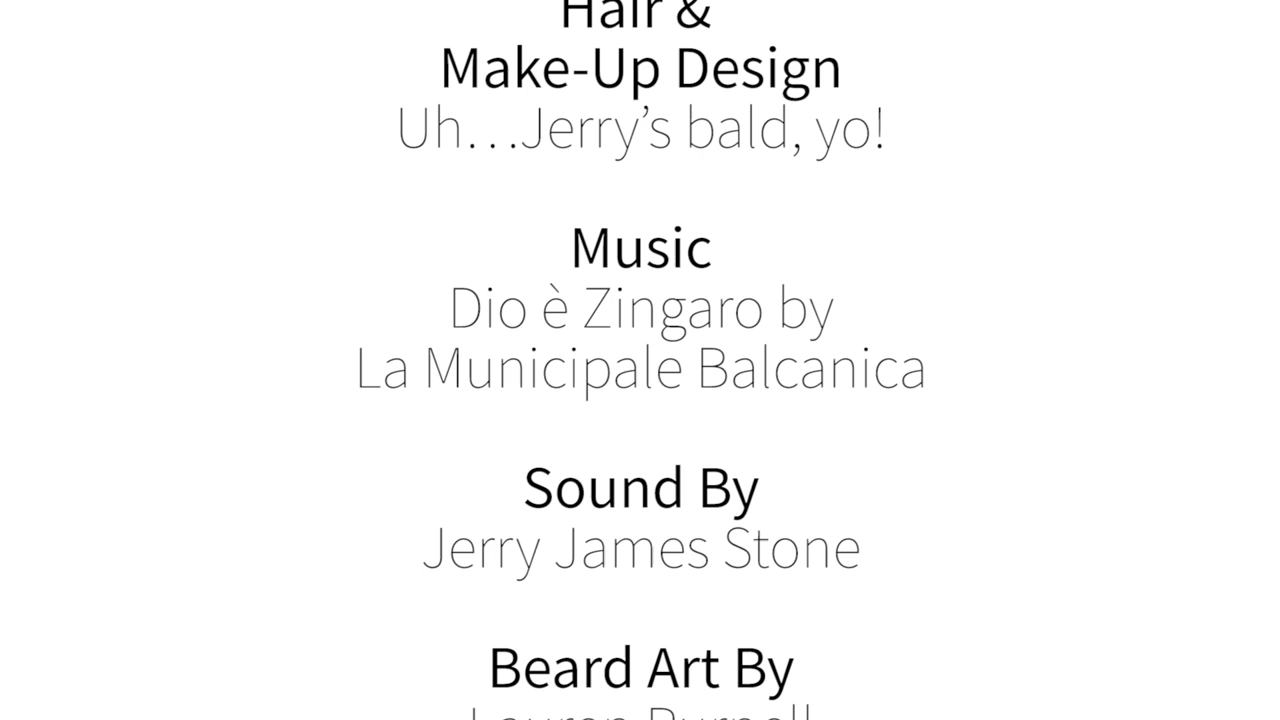 Hair &
Make-Up Design
Uh…Jerry’s bald, yo!
Music
Dio è Zingaro by
La Municipale Balcanica
Sound By
Jerry James Stone
Beard Art By
Lauren